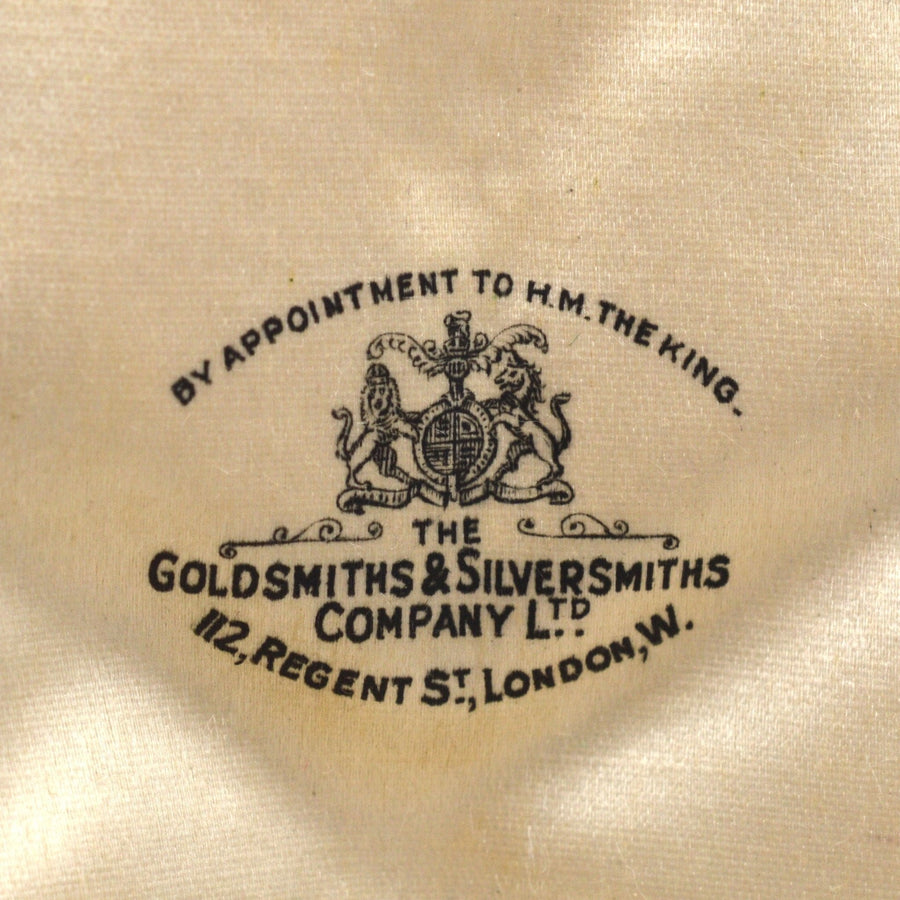 BY APPOINTMENT TO H.M. THE KING.
THE
GOLDSMITHS & SILVERSMITHS
COMPANY LTD.
112, REGENT ST., LONDON, W.